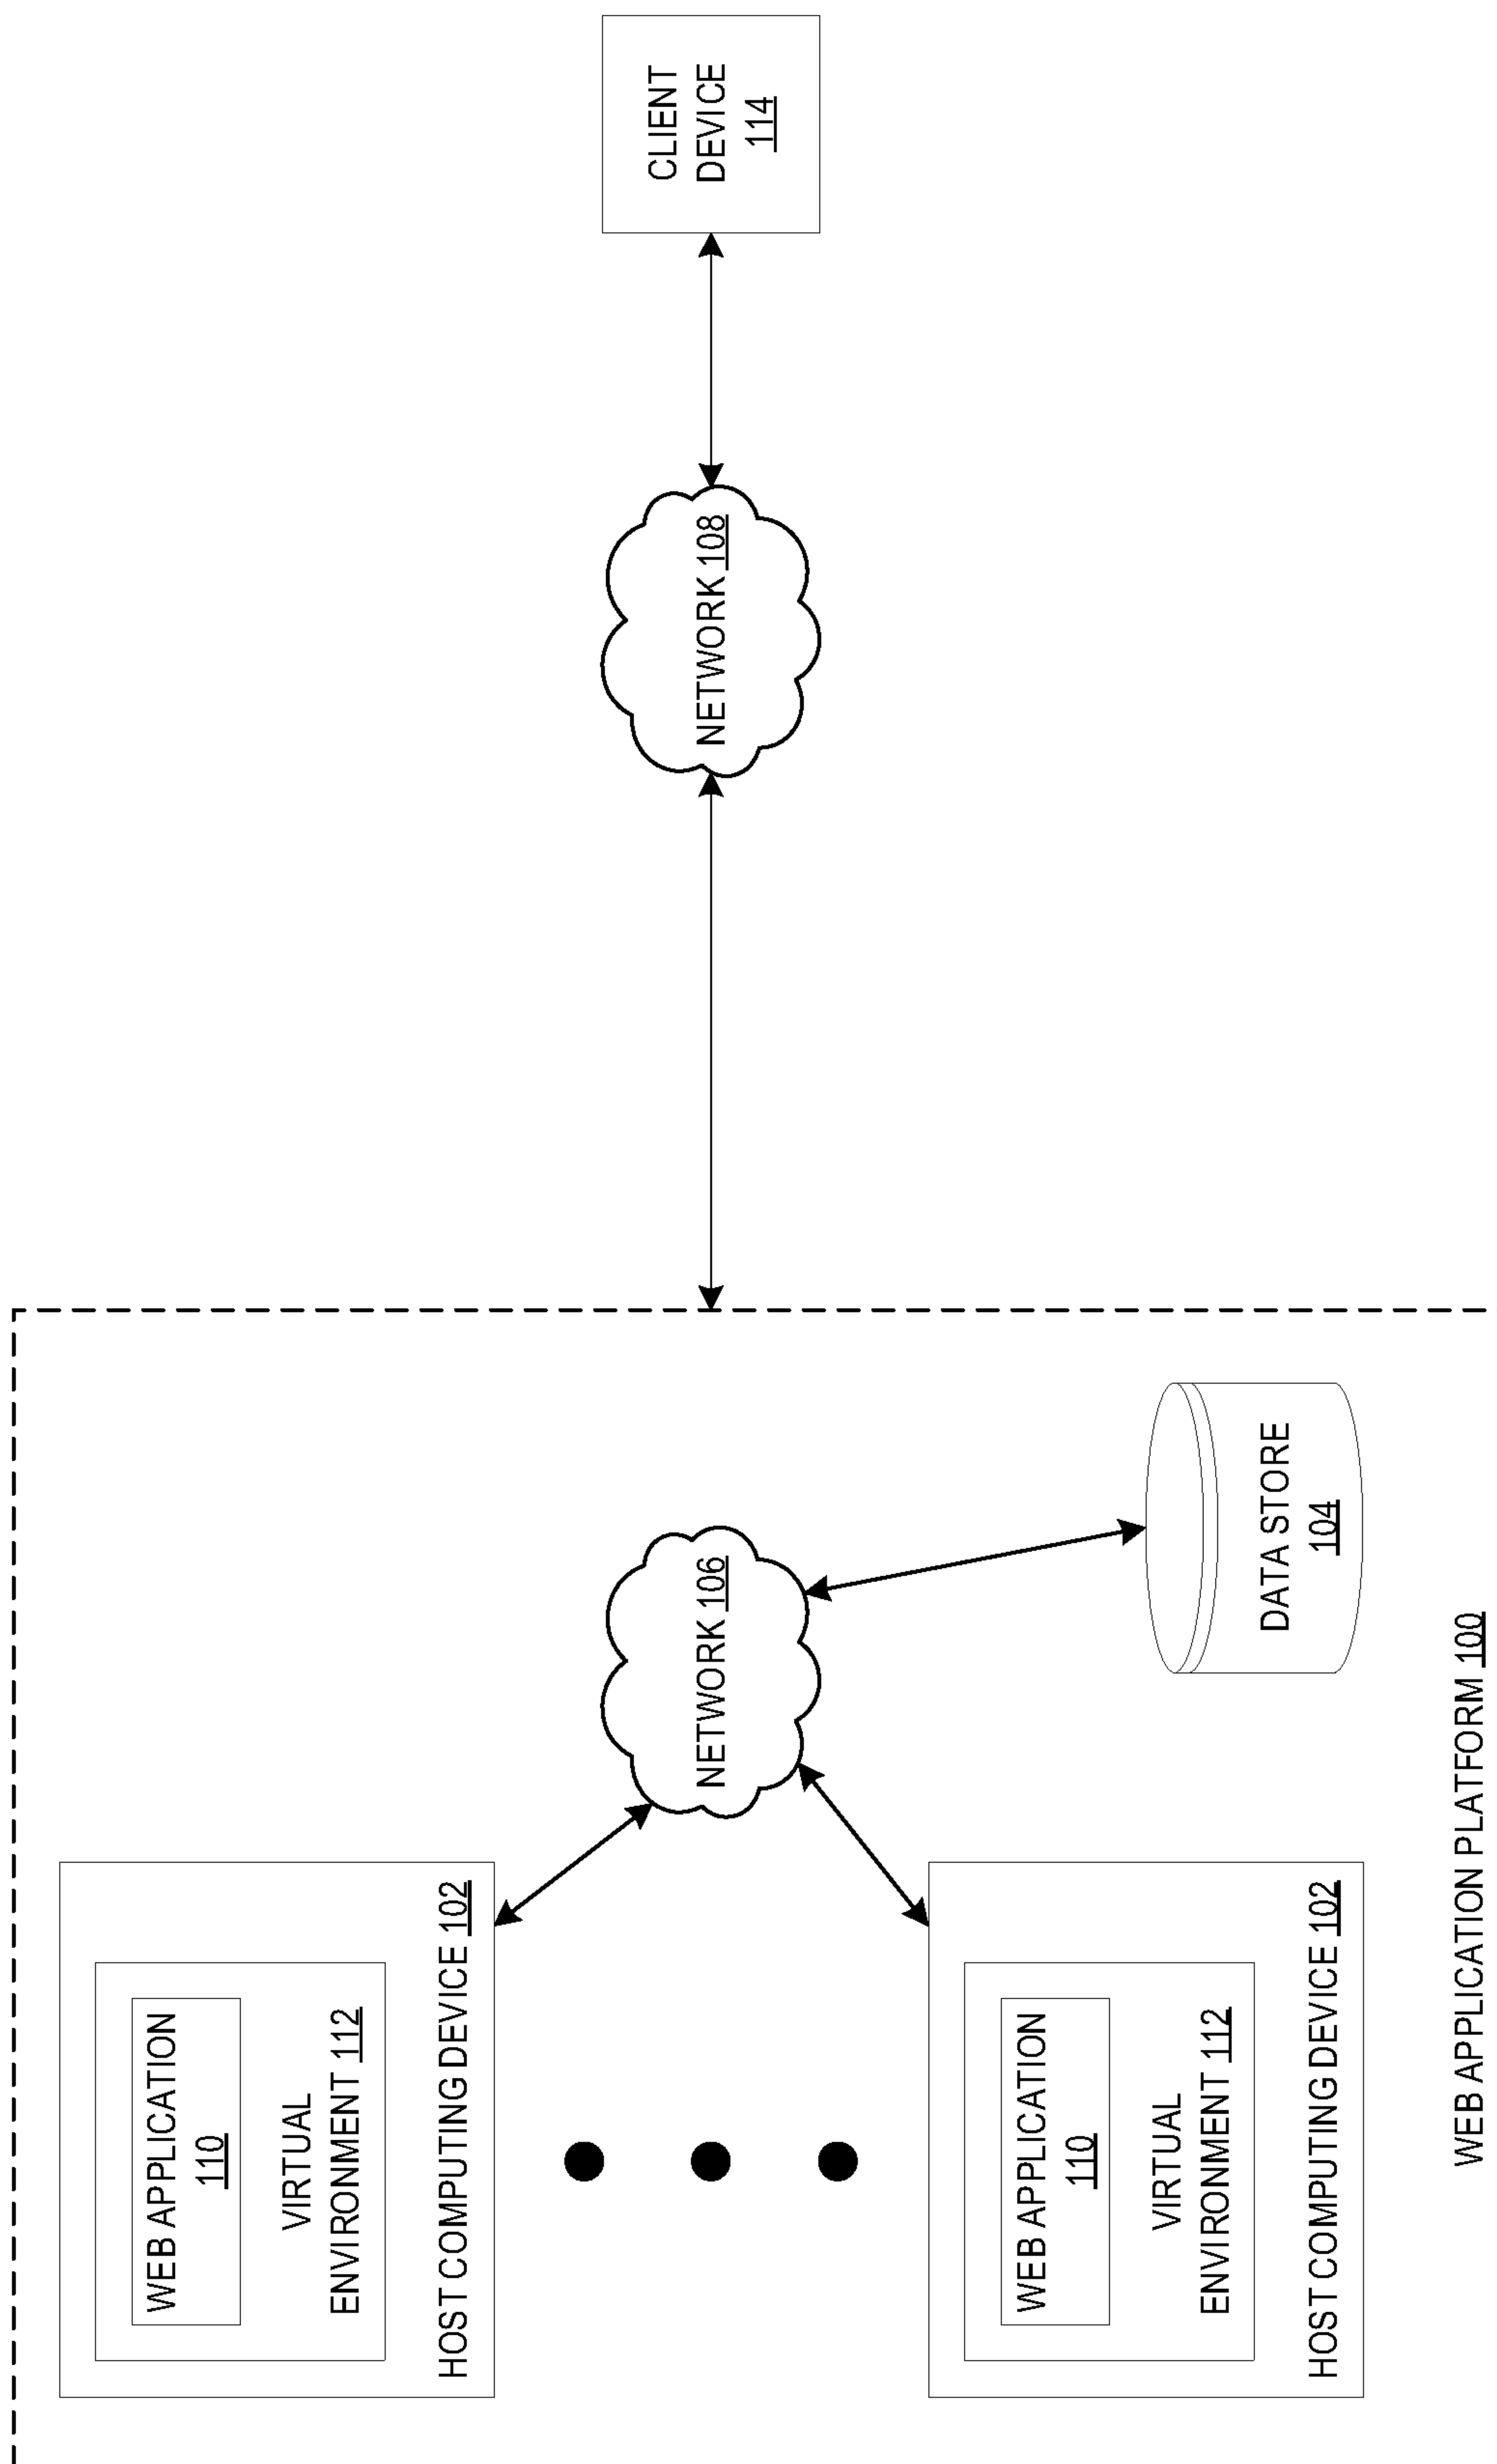 WEB APPLICATION
110
VIRTUAL
ENVIRONMENT 112
HOST COMPUTING DEVICE 102
WEB APPLICATION
110
VIRTUAL
ENVIRONMENT 112
HOST COMPUTING DEVICE 102
NETWORK 106
DATA STORE
104
WEB APPLICATION PLATFORM 100
NETWORK 108
CLIENT
DEVICE
114